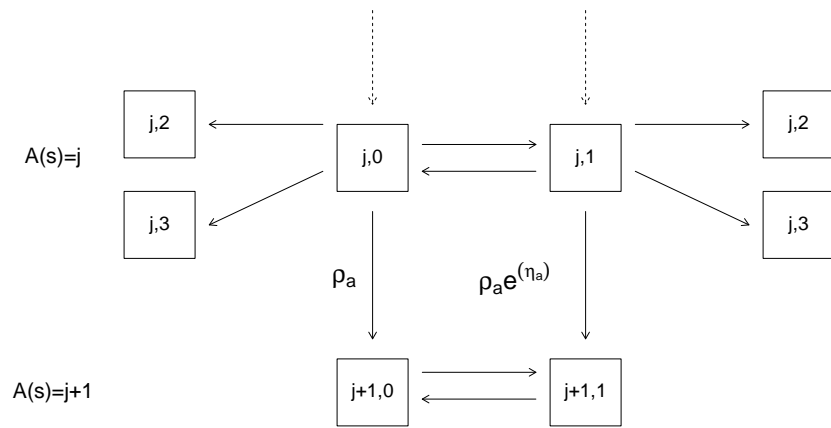 j,2
j,2
A(s)=j
j,0
j,1
j,3
j,3
ρₐ
ρₐe^(ηₐ)
A(s)=j+1
j+1,0
j+1,1